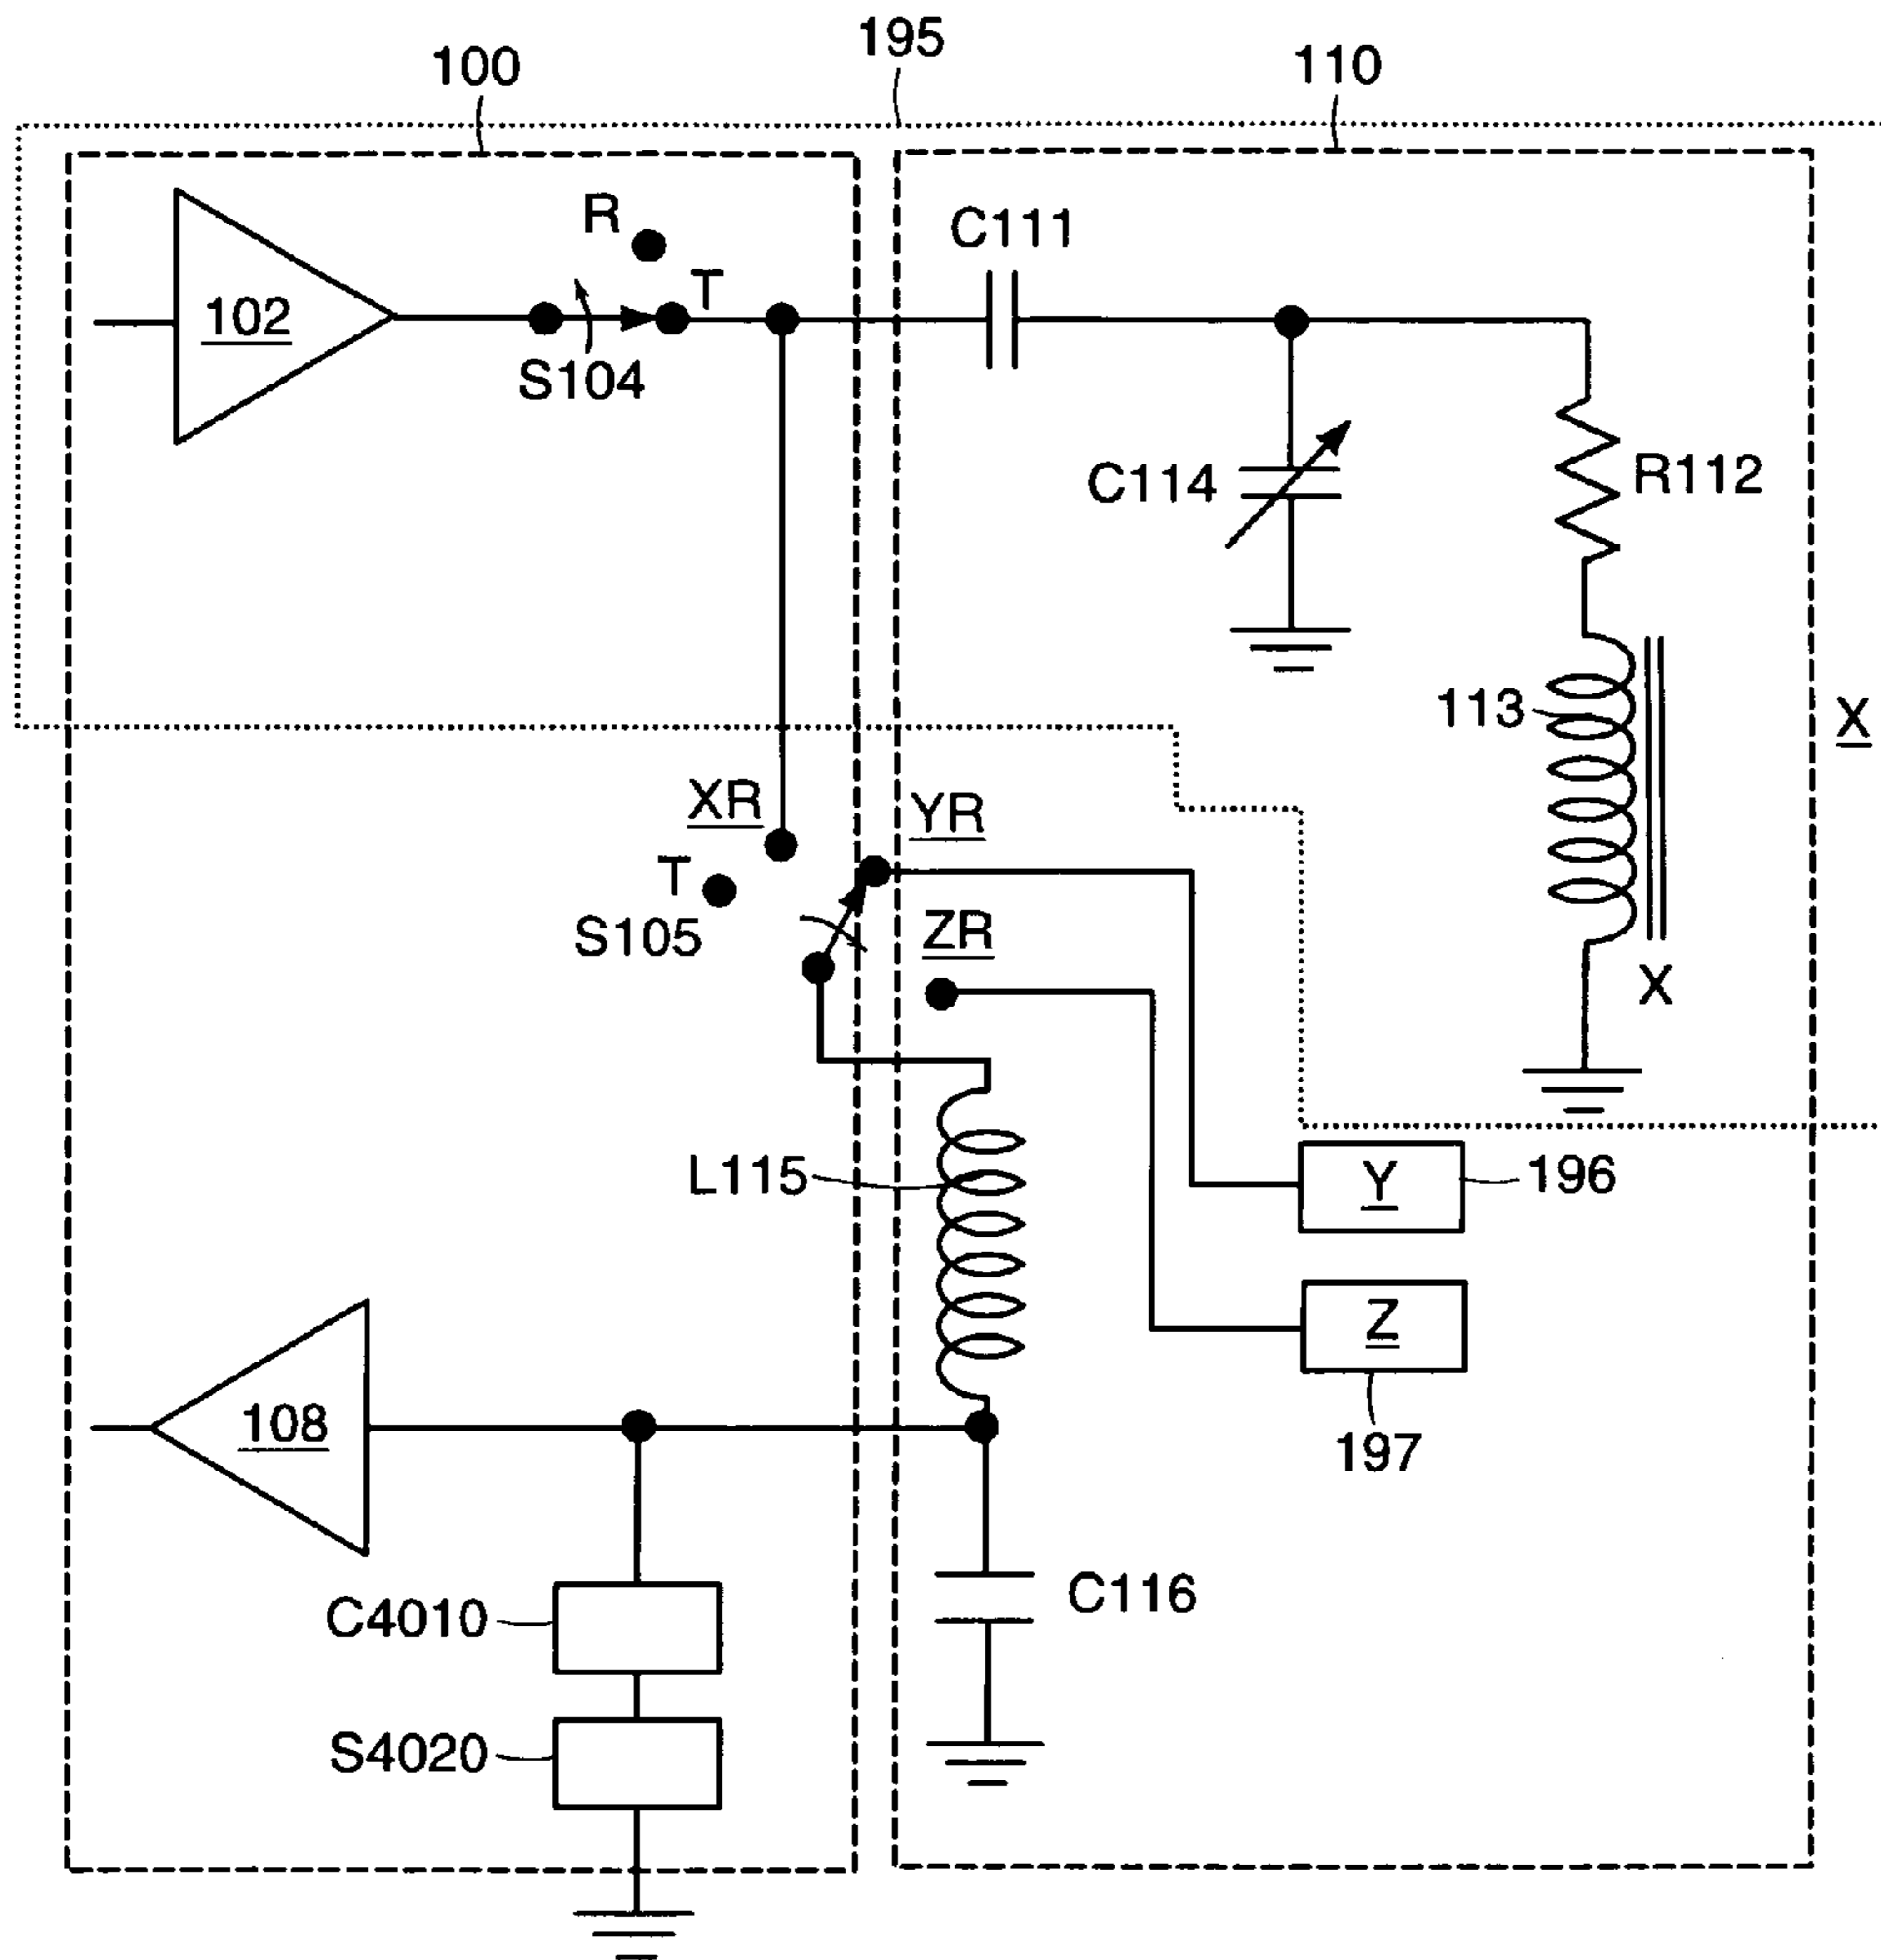 195
100
110
R
C111
T
102
S104
C114
R112
113
X
XR
YR
T
S105
ZR
X
L115
Y
196
Z
108
197
C4010
C116
S4020